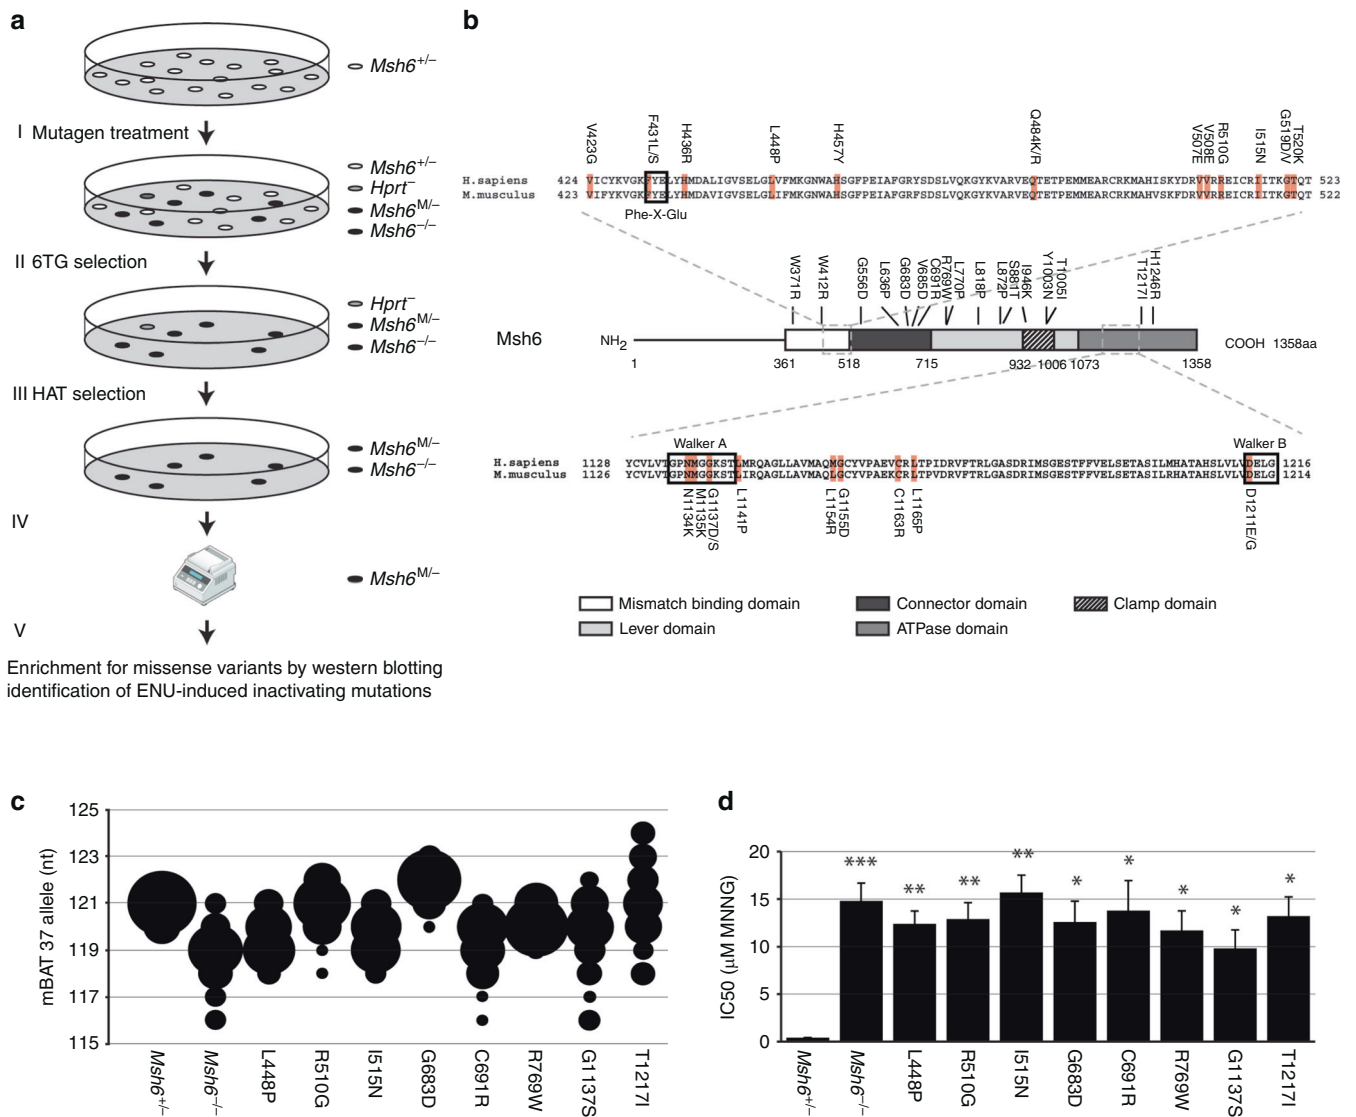 a
Msh6+/–
I Mutagen treatment
Msh6+/–
Hprt–
Msh6M/–
Msh6–/–
II 6TG selection
Hprt–
Msh6M/–
Msh6–/–
III HAT selection
Msh6M/–
Msh6–/–
IV
Msh6M/–
V
Enrichment for missense variants by western blotting
identification of ENU-induced inactivating mutations
b
V423G F431L/S H436R L448P H457Y Q484K/R V507E V508E R510G I515N G519D/V T520K
H.sapiens 424 VICYKVGKFYELYHMDALIGVSELGLVFMKGNWAHSGFPEIAFGRYSDSLVQKGYKVARVEQTETPEMMEARCRKMAHISKYDRVVRREICRIITKGTQT 523
M.musculus 423 VIFYKVGKFYELYHMDALIGVSELGLIFMKGNWAHSGFPEIAFGRFSDSLVQKGYKVARVEQTETPEMMEARCRKMAHVSKFDRVVRREICRIITKGTQT 522
Phe-X-Glu
W371R W412R G556D L636P G683D V685D C691R R769W L770P L818P L872P S881T I946K Y1003N T1005I T1217I H1246R
Msh6 NH2 COOH 1358aa
1 361 518 715 932 1006 1073 1358
Walker A Walker B
H.sapiens 1128 YCVLVTGPNMGGKSTLMRQAGLLAVMAQMGCYVPAEVCRLTPIDRVFTRLGASDRIMSGESTFFVELSETASILMHATAHSLVLVDELG 1216
M.musculus 1126 YCVLVTGPNMGGKSTLIRQAGLLAVMAQLGCYVPAEKCRLTPVDRVFTRLGASDRIMSGESTFFVELSETASILRHATAHSLVLVDELG 1214
N1134K M1135K G1137D/S L1141P L1154R G1155D C1163R L1165P D1211E/G
Mismatch binding domain Connector domain Clamp domain
Lever domain ATPase domain
c
mBAT 37 allele (nt)
125
123
121
119
117
115
Msh6+/– Msh6–/– L448P R510G I515N G683D C691R R769W G1137S T1217I
d
IC50 (μM MNNG)
20
15
10
5
0
*** ** ** ** * * * * *
Msh6+/– Msh6–/– L448P R510G I515N G683D C691R R769W G1137S T1217I